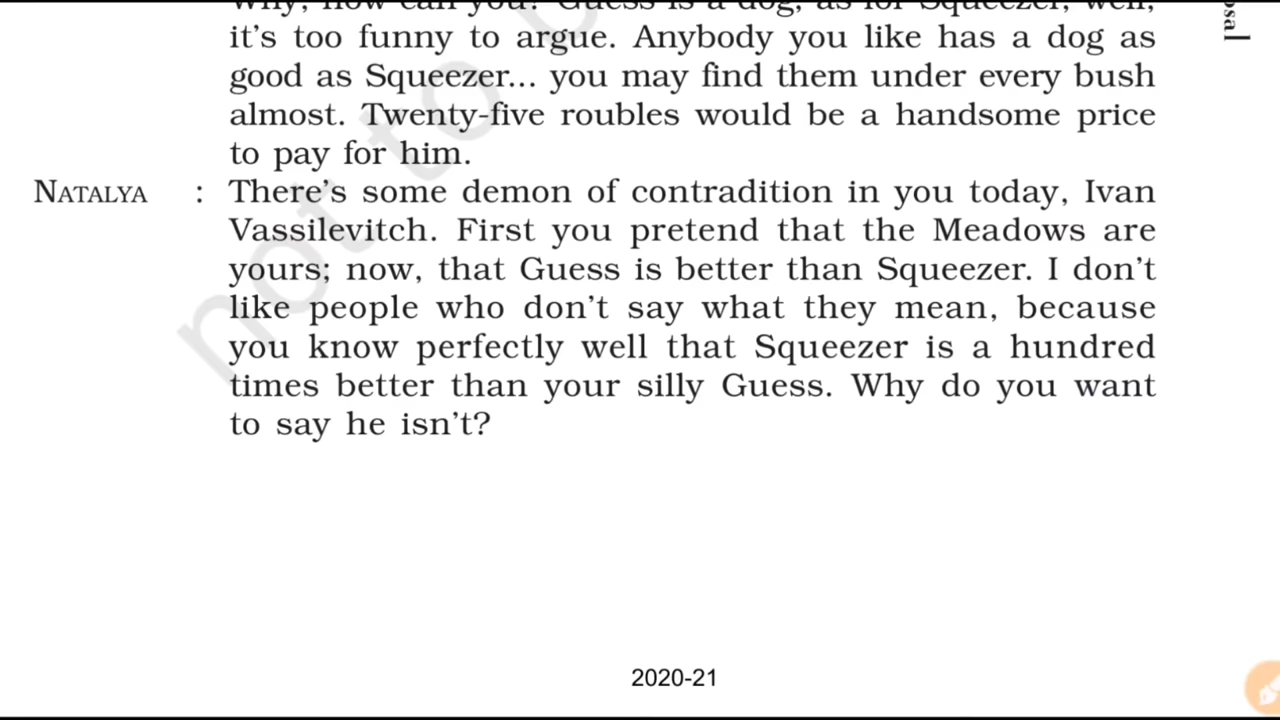 Why, how can you? Guess is a dog, as for Squeezer, well,
it's too funny to argue. Anybody you like has a dog as
good as Squeezer... you may find them under every bush
almost. Twenty-five roubles would be a handsome price
to pay for him.
NATALYA : There's some demon of contradiction in you today, Ivan
Vassilevitch. First you pretend that the Meadows are
yours; now, that Guess is better than Squeezer. I don't
like people who don't say what they mean, because
you know perfectly well that Squeezer is a hundred
times better than your silly Guess. Why do you want
to say he isn't?
2020-21
osal
not to b